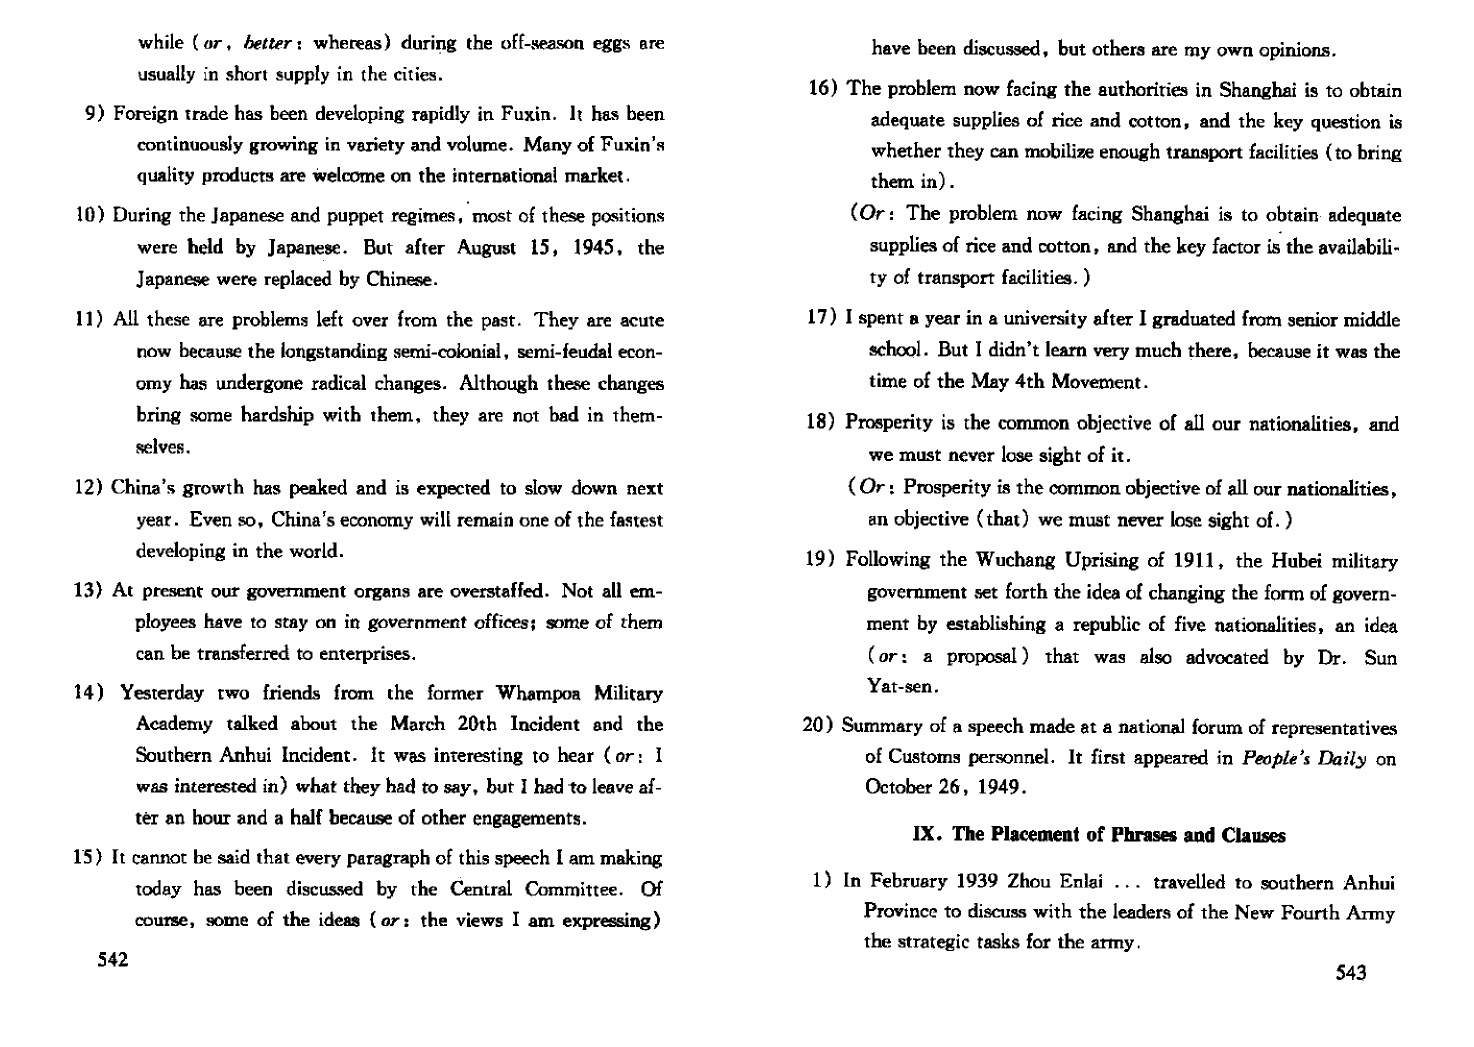 while (or, better: whereas) during the off-season eggs are
usually in short supply in the cities.
9) Foreign trade has been developing rapidly in Fuxin. It has been
continuously growing in variety and volume. Many of Fuxin's
quality products are welcome on the international market.
10) During the Japanese and puppet regimes, most of these positions
were held by Japanese. But after August 15, 1945, the
Japanese were replaced by Chinese.
11) All these are problems left over from the past. They are acute
now because the longstanding semi-colonial, semi-feudal econ-
omy has undergone radical changes. Although these changes
bring some hardship with them, they are not bad in them-
selves.
12) China's growth has peaked and is expected to slow down next
year. Even so, China's economy will remain one of the fastest
developing in the world.
13) At present our government organs are overstaffed. Not all em-
ployees have to stay on in government offices; some of them
can be transferred to enterprises.
14) Yesterday two friends from the former Whampoa Military
Academy talked about the March 20th Incident and the
Southern Anhui Incident. It was interesting to hear (or: I
was interested in) what they had to say, but I had to leave af-
ter an hour and a half because of other engagements.
15) It cannot be said that every paragraph of this speech I am making
today has been discussed by the Central Committee. Of
course, some of the ideas (or: the views I am expressing)
542
have been discussed, but others are my own opinions.
16) The problem now facing the authorities in Shanghai is to obtain
adequate supplies of rice and cotton, and the key question is
whether they can mobilize enough transport facilities (to bring
them in).
(Or: The problem now facing Shanghai is to obtain adequate
supplies of rice and cotton, and the key factor is the availabili-
ty of transport facilities.)
17) I spent a year in a university after I graduated from senior middle
school. But I didn't learn very much there, because it was the
time of the May 4th Movement.
18) Prosperity is the common objective of all our nationalities, and
we must never lose sight of it.
(Or: Prosperity is the common objective of all our nationalities,
an objective (that) we must never lose sight of.)
19) Following the Wuchang Uprising of 1911, the Hubei military
government set forth the idea of changing the form of govern-
ment by establishing a republic of five nationalities, an idea
(or: a proposal) that was also advocated by Dr. Sun
Yat-sen.
20) Summary of a speech made at a national forum of representatives
of Customs personnel. It first appeared in People's Daily on
October 26, 1949.
IX. The Placement of Phrases and Clauses
1) In February 1939 Zhou Enlai ... travelled to southern Anhui
Province to discuss with the leaders of the New Fourth Army
the strategic tasks for the army.
543